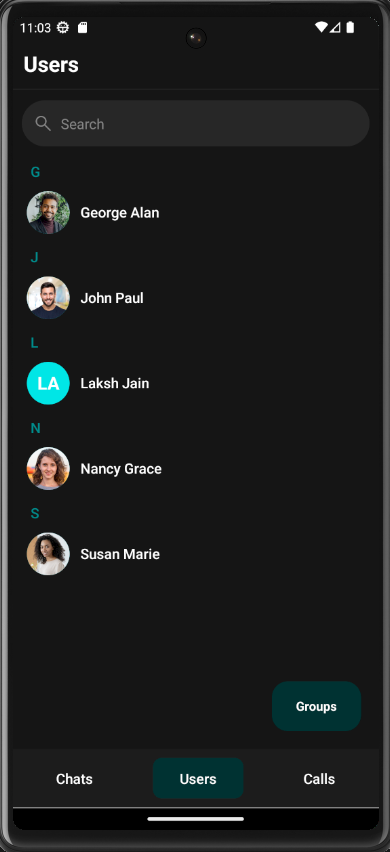 11:03
Users
Search
G
George Alan
J
John Paul
L
LA Laksh Jain
N
Nancy Grace
S
Susan Marie
Groups
Chats Users Calls